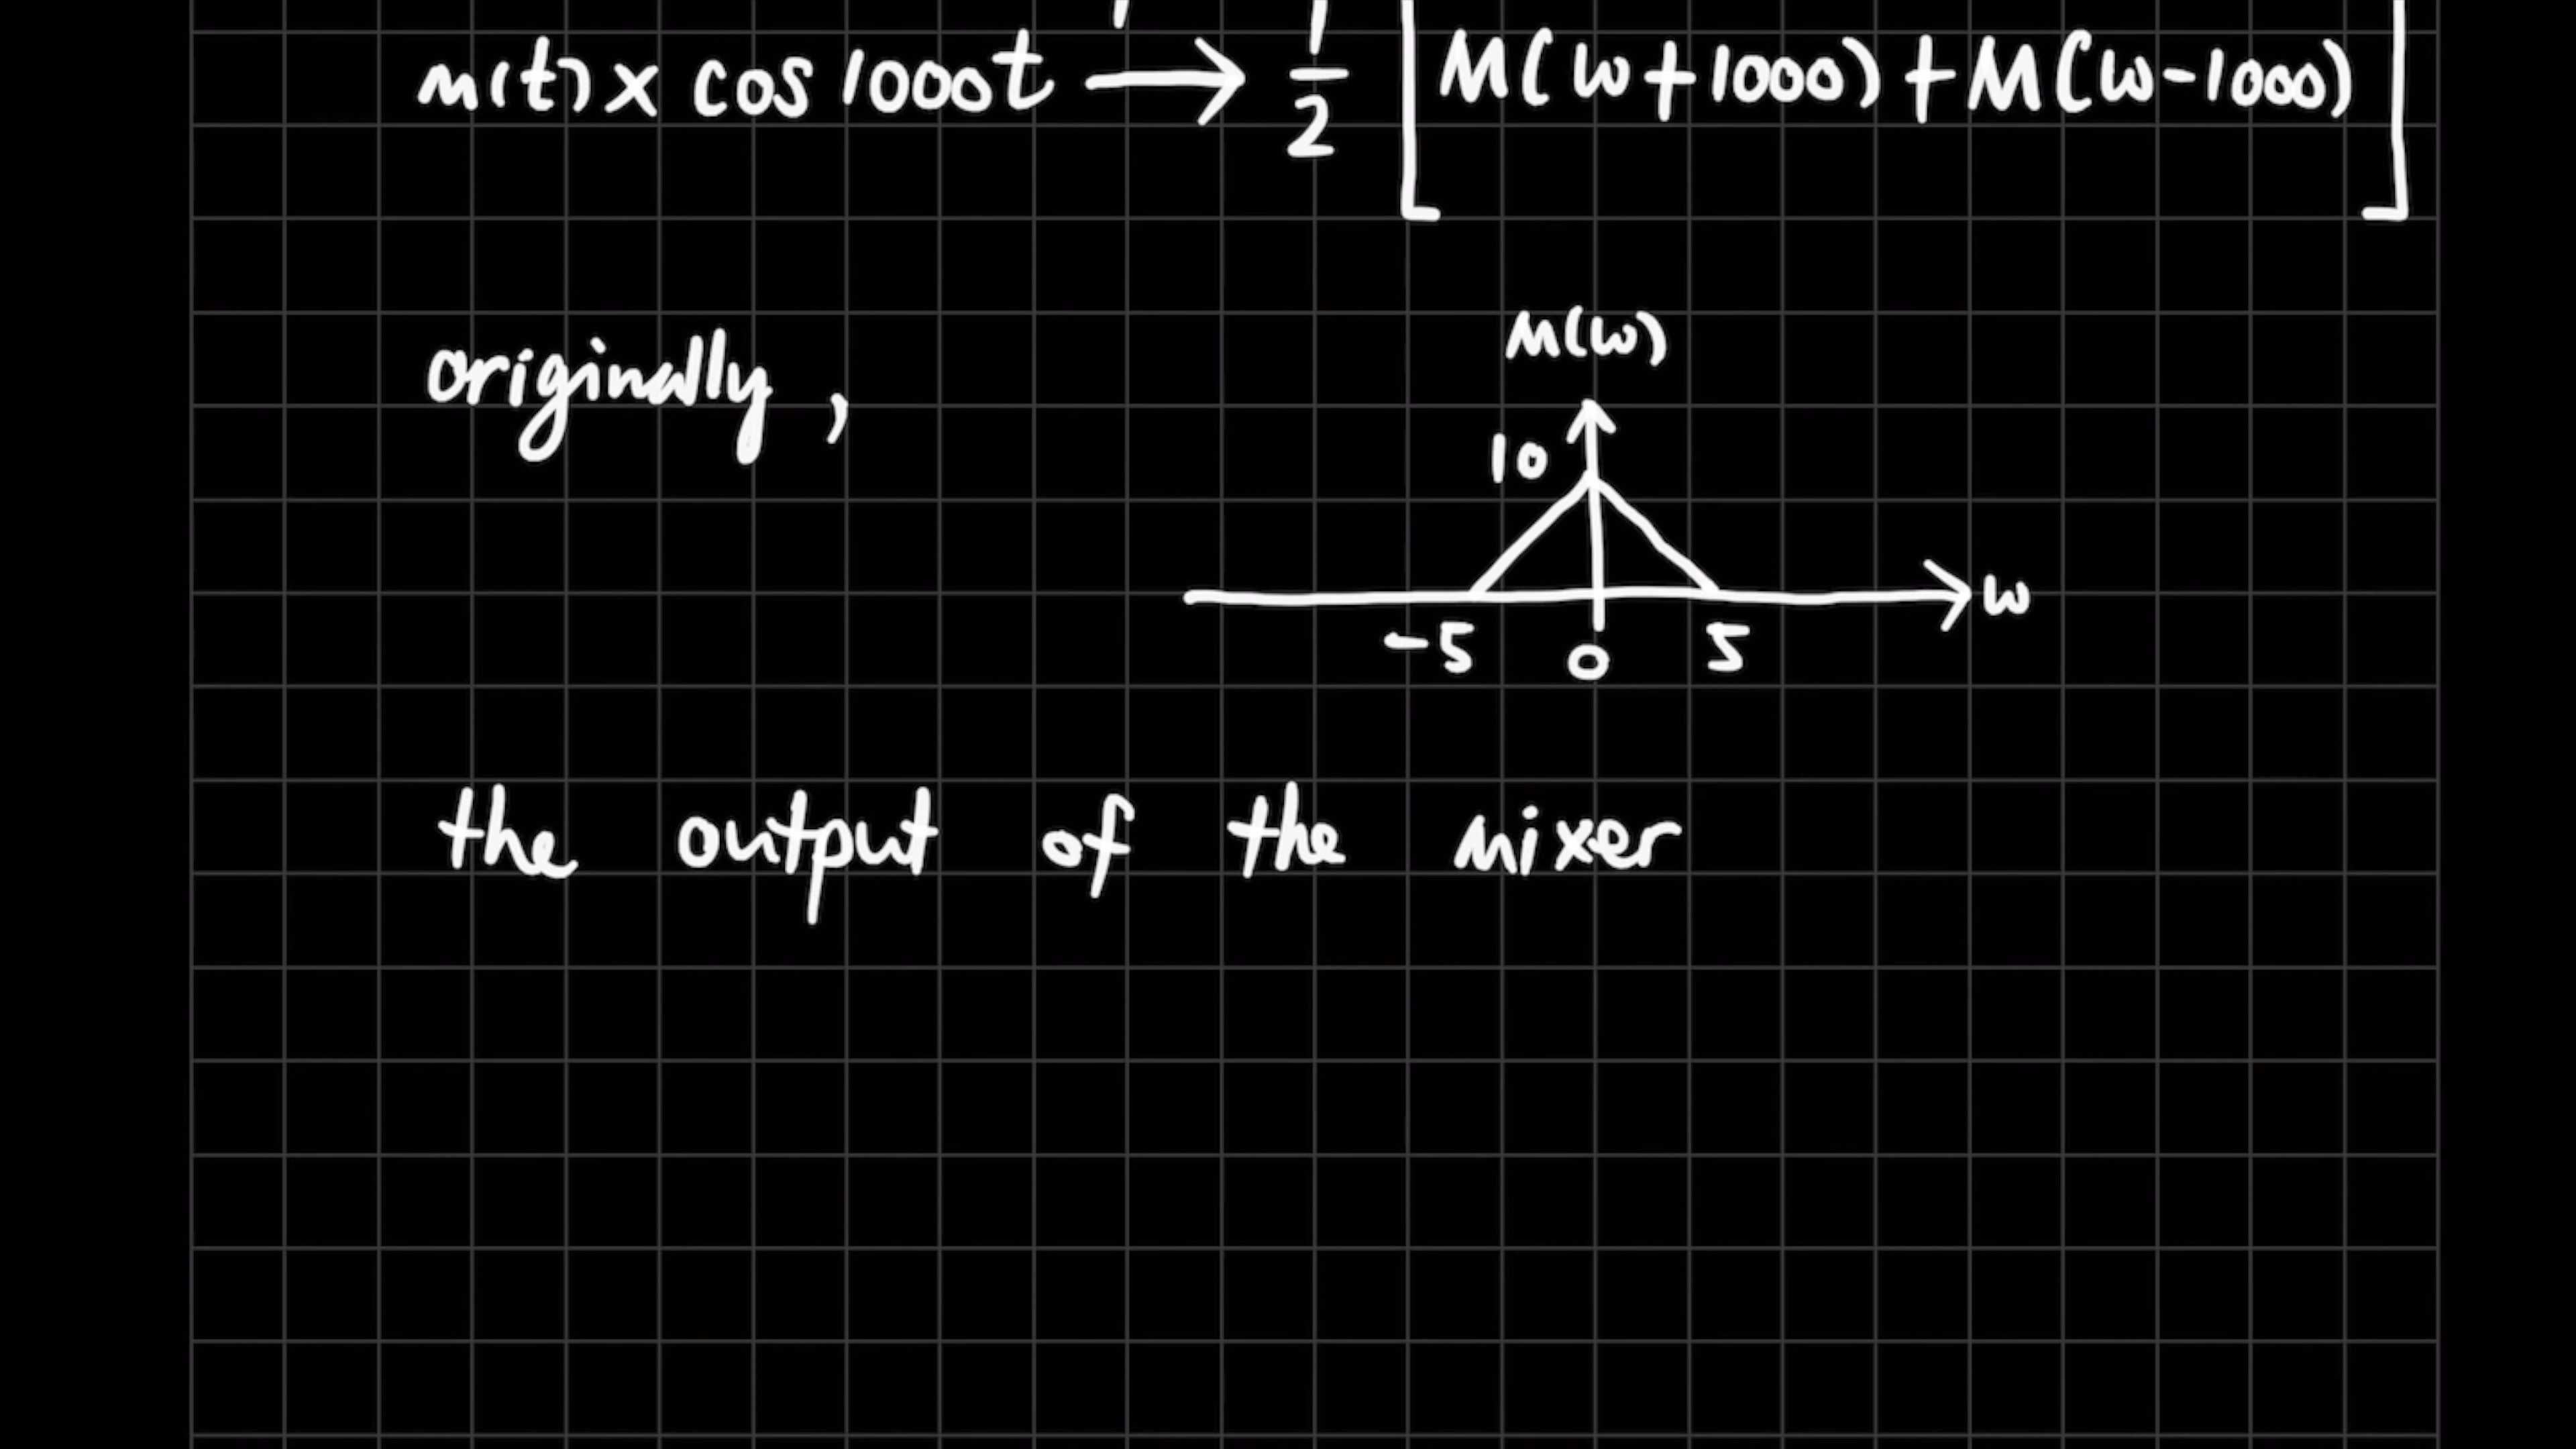 m(t) x cos 1000t → 1/2 [M(w+1000) + M(w-1000)]
originally,
M(w)
10
w
-5 0 5
the output of the mixer